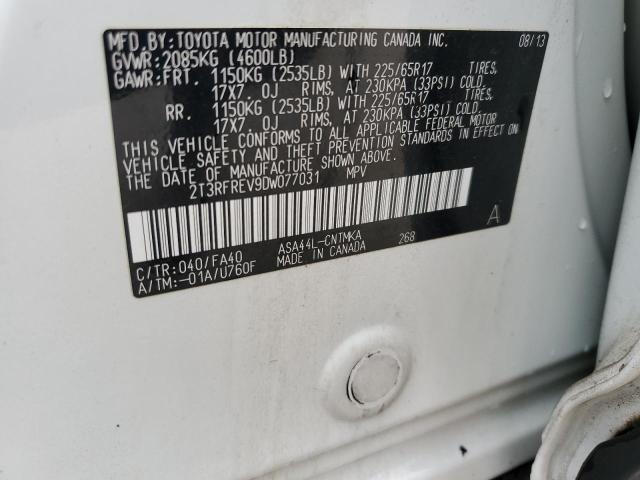 MFD.BY:TOYOTA MOTOR MANUFACTURING CANADA INC. 08/13
GVWR:2085KG (4600LB)
GAWR:FRT. 1150KG (2535LB) WITH 225/65R17 TIRES,
17X7.0J RIMS, AT 230KPA (33PSI) COLD.
RR. 1150KG (2535LB) WITH 225/65R17 TIRES,
17X7.0J RIMS, AT 230KPA (33PSI) COLD.
THIS VEHICLE CONFORMS TO ALL APPLICABLE FEDERAL MOTOR
VEHICLE SAFETY AND THEFT PREVENTION STANDARDS IN EFFECT ON
THE DATE OF MANUFACTURE SHOWN ABOVE.
2T3RFREV9DW077031 MPV
A
C/TR:040/FA40 ASA44L-CNTMKA 268
A/TM:-01A/U760F MADE IN CANADA